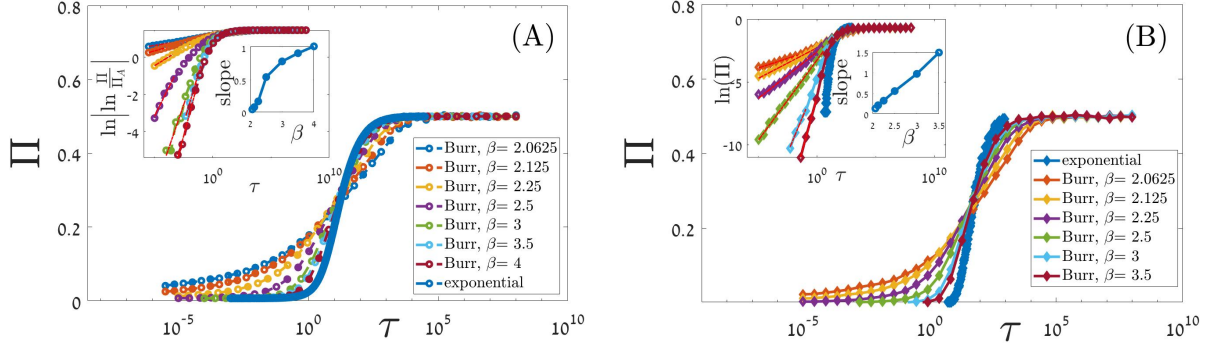 0.8
0.6
0.4
0.2
0
Π
10^-5
10^0
τ
10^5
10^10
(A)
0
-2
-4
ln|ln Π/Π_A|
10^0
τ
10^10
1
0.5
0
slope
2
3
4
β
Burr, β= 2.0625
Burr, β= 2.125
Burr, β= 2.25
Burr, β= 2.5
Burr, β= 3
Burr, β= 3.5
Burr, β= 4
exponential
0.8
0.6
0.4
0.2
Π
10^-5
10^0
τ
10^5
10^10
(B)
0
-5
-10
ln(Π)
10^0
τ
10^10
1.5
1.0
0.5
0
slope
2
2.5
3
3.5
β
exponential
Burr, β= 2.0625
Burr, β= 2.125
Burr, β= 2.25
Burr, β= 2.5
Burr, β= 3
Burr, β= 3.5